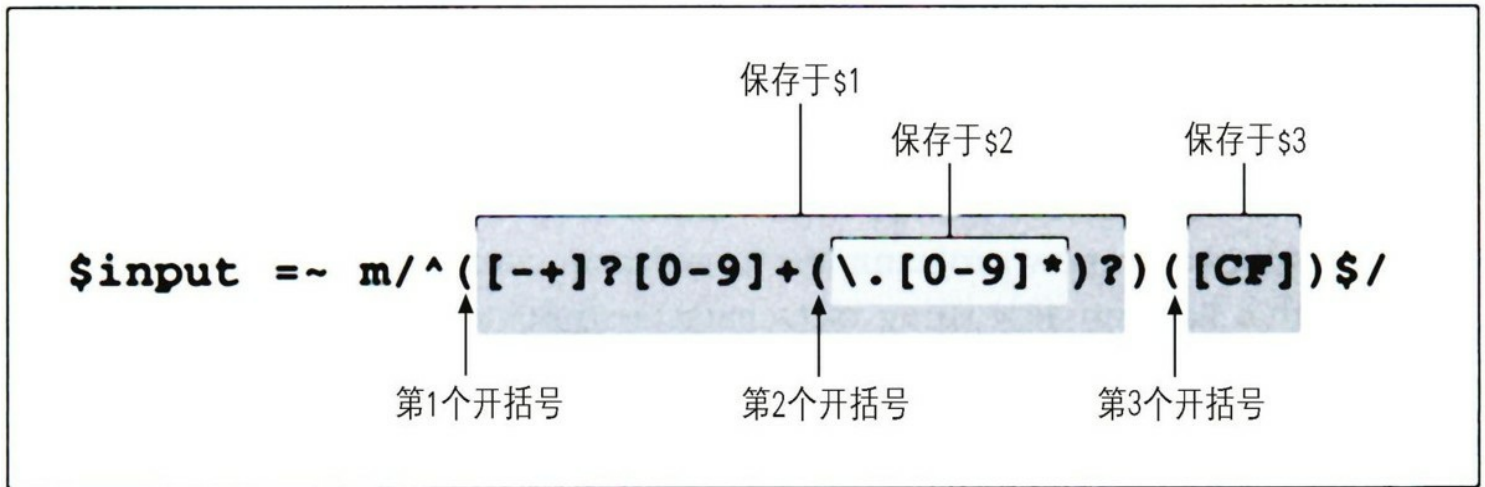 保存于$1
保存于$2 保存于$3
$input =~ m/^([-+]?[0-9]+(\.[0-9]*)?)([CF])$/
第1个开括号 第2个开括号 第3个开括号